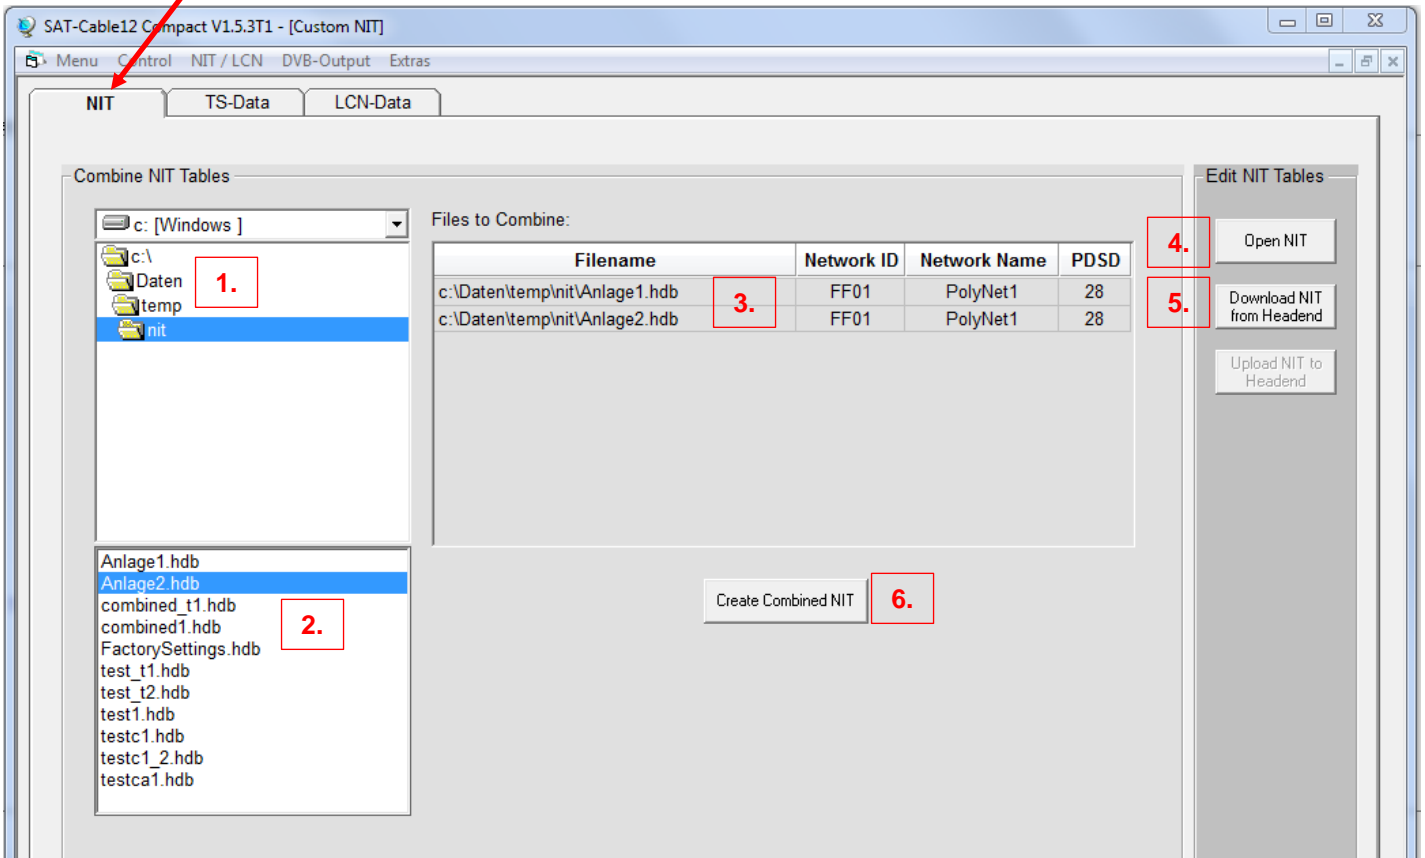 SAT-Cable12 Compact V1.5.3T1 - [Custom NIT]
Menu Control NIT / LCN DVB-Output Extras
NIT TS-Data LCN-Data
Combine NIT Tables
Edit NIT Tables
c: [Windows ]
c:\
Daten
temp
nit
1.
Files to Combine:
Filename Network ID Network Name PDSD
c:\Daten\temp\nit\Anlage1.hdb FF01 PolyNet1 28
c:\Daten\temp\nit\Anlage2.hdb FF01 PolyNet1 28
3.
4.
Open NIT
5.
Download NIT
from Headend
Upload NIT to
Headend
Anlage1.hdb
Anlage2.hdb
combined_t1.hdb
combined1.hdb
FactorySettings.hdb
test_t1.hdb
test_t2.hdb
test1.hdb
testc1.hdb
testc1_2.hdb
testca1.hdb
2.
Create Combined NIT
6.